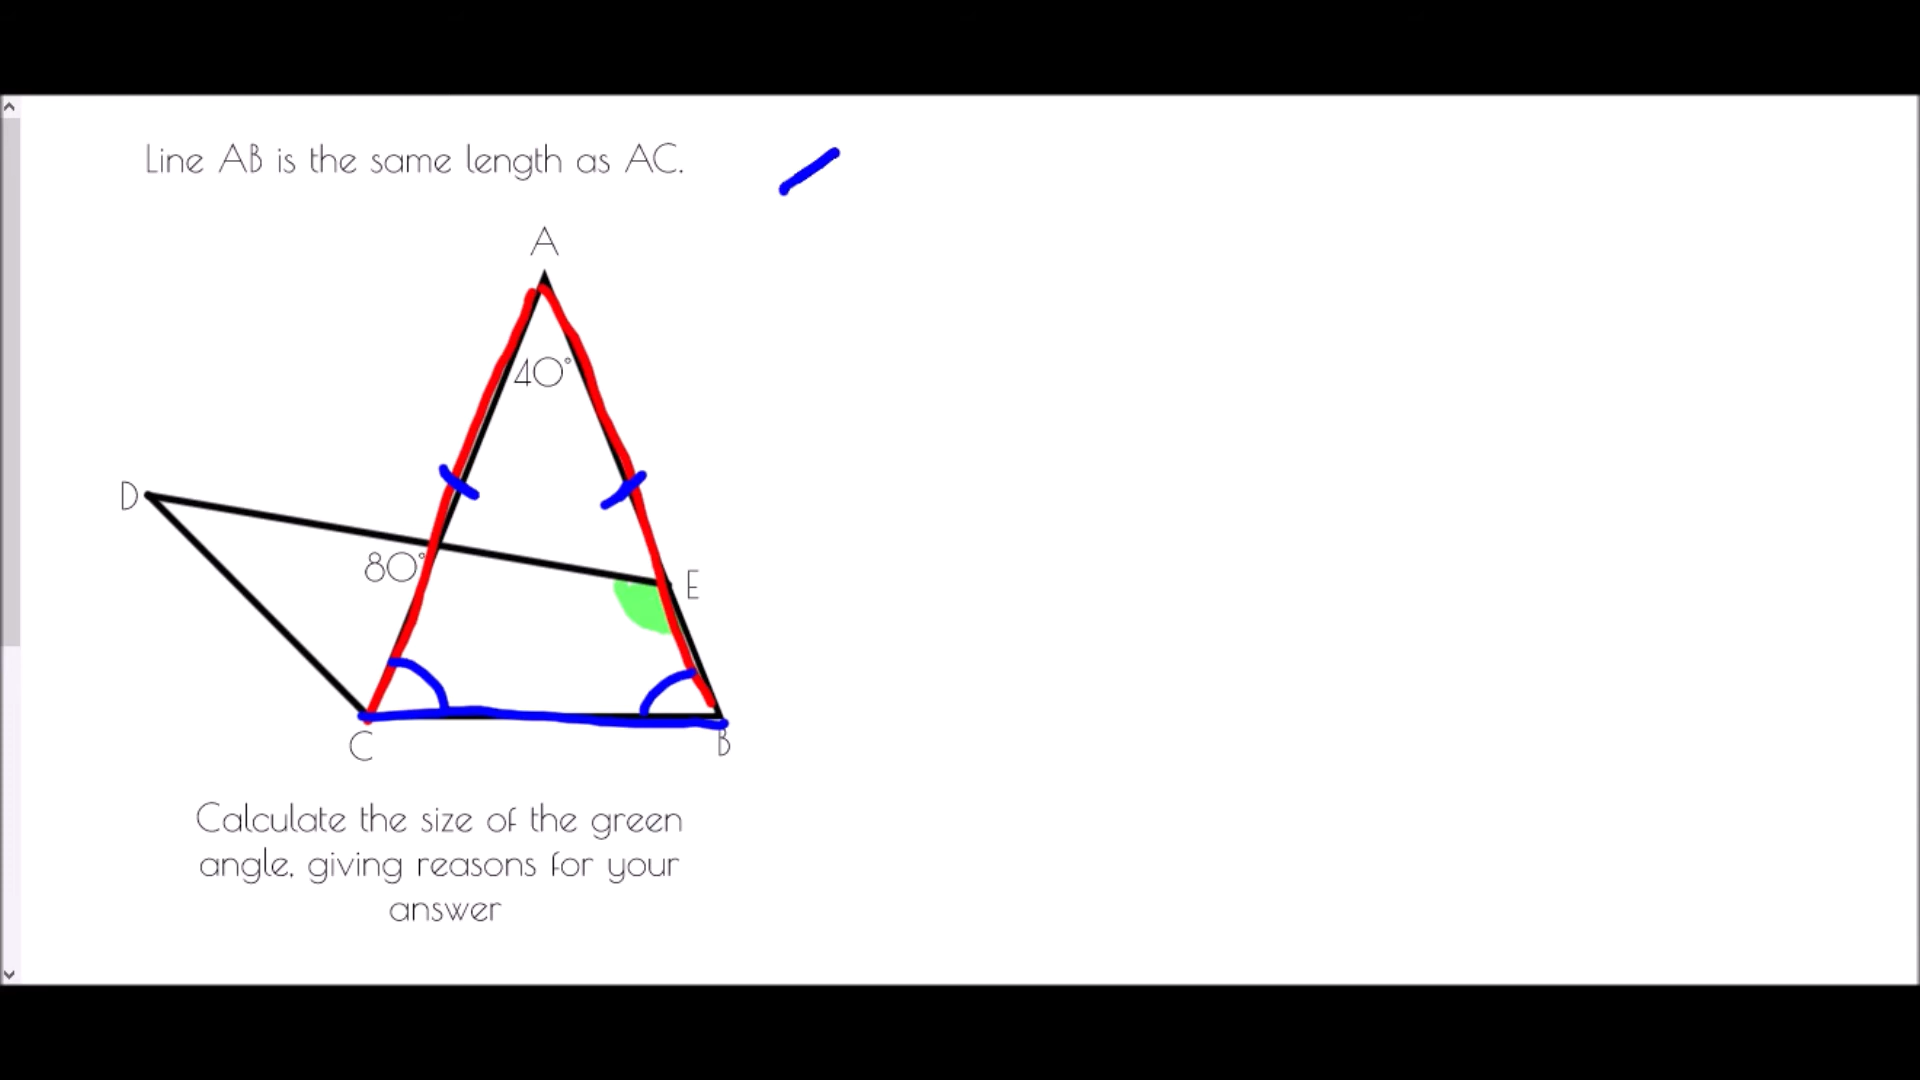 Line AB is the same length as AC.
A
40°
D
80°
E
C
B
Calculate the size of the green
angle, giving reasons for your
answer